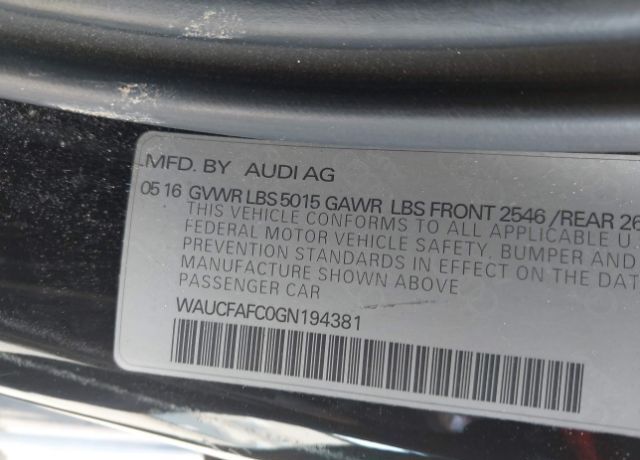 MFD. BY AUDI AG
05 16 GVWR LBS 5015 GAWR LBS FRONT 2546 /REAR 26
THIS VEHICLE CONFORMS TO ALL APPLICABLE U
FEDERAL MOTOR VEHICLE SAFETY, BUMPER AND
PREVENTION STANDARDS IN EFFECT ON THE DAT
MANUFACTURE SHOWN ABOVE
PASSENGER CAR
WAUCFAFC0GN194381